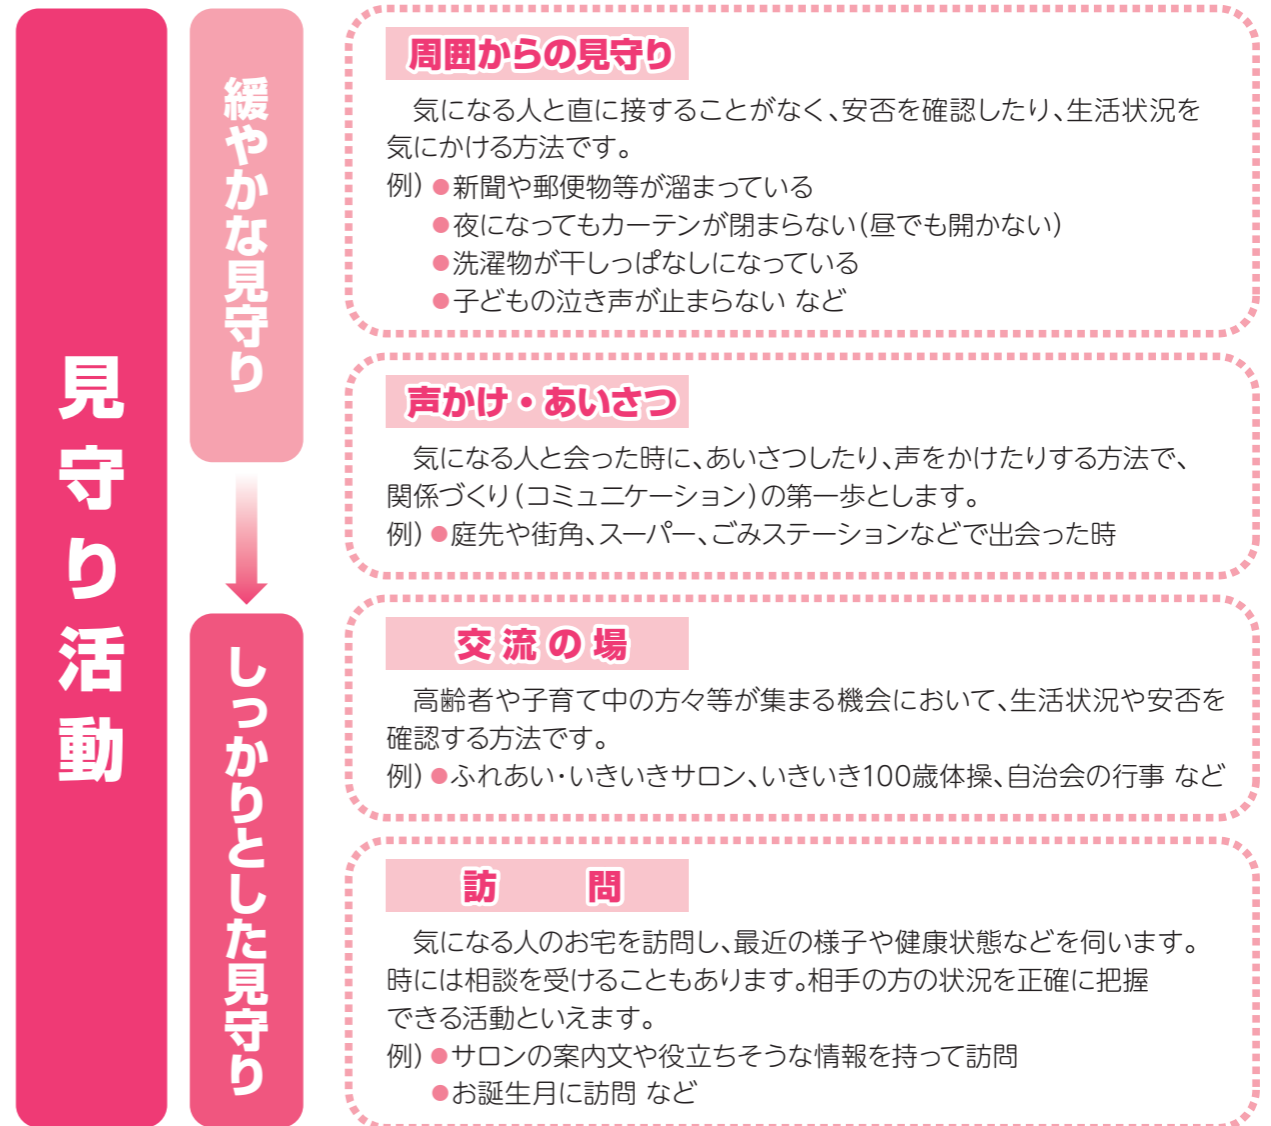 見守り活動
緩やかな見守り
しっかりとした見守り
周囲からの見守り
気になる人と直に接することがなく、安否を確認したり、生活状況を
気にかける方法です。
例）●新聞や郵便物等が溜まっている
●夜になってもカーテンが閉まらない（昼でも開かない）
●洗濯物が干しっぱなしになっている
●子どもの泣き声が止まらない など
声かけ・あいさつ
気になる人と会った時に、あいさつしたり、声をかけたりする方法で、
関係づくり（コミュニケーション）の第一歩とします。
例）●庭先や街角、スーパー、ごみステーションなどで出会った時
交流の場
高齢者や子育て中の方々等が集まる機会において、生活状況や安否を
確認する方法です。
例）●ふれあい・いきいきサロン、いきいき100歳体操、自治会の行事 など
訪問
気になる人のお宅を訪問し、最近の様子や健康状態などを伺います。
時には相談を受けることもあります。相手の方の状況を正確に把握
できる活動といえます。
例）●サロンの案内文や役立ちそうな情報を持って訪問
●お誕生月に訪問 など